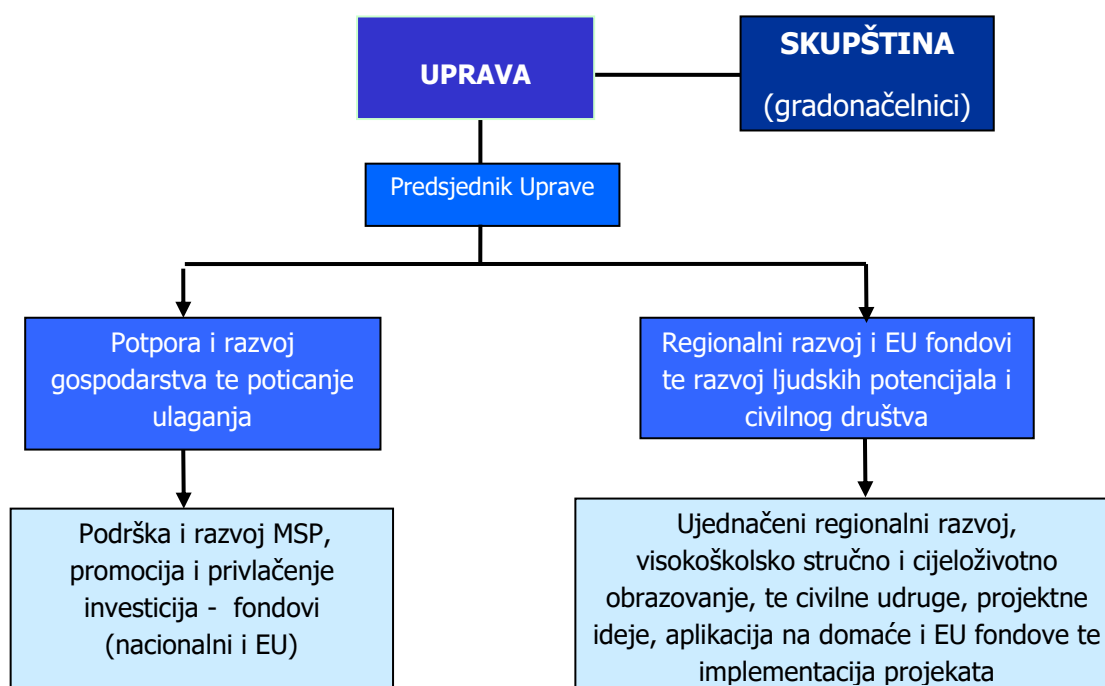 UPRAVA
SKUPŠTINA
(gradonačelnici)
Predsjednik Uprave
Potpora i razvoj
gospodarstva te poticanje
ulaganja
Regionalni razvoj i EU fondovi
te razvoj ljudskih potencijala i
civilnog društva
Podrška i razvoj MSP,
promocija i privlačenje
investicija - fondovi
(nacionalni i EU)
Ujednačeni regionalni razvoj,
visokoškolsko stručno i cijeloživotno
obrazovanje, te civilne udruge, projektne
ideje, aplikacija na domaće i EU fondove te
implementacija projekata